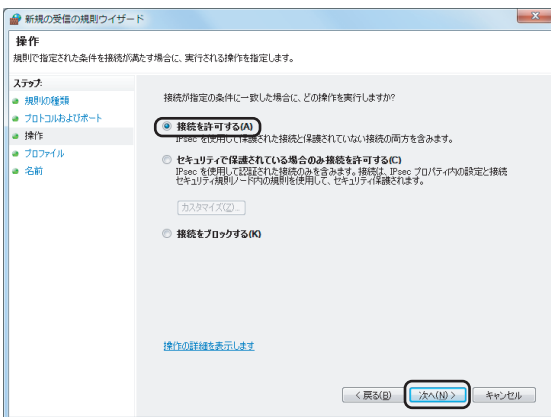 新規の受信の規則ウィザード
操作
規則で指定された条件を接続が満たす場合に、実行される操作を指定します。
ステップ:
規則の種類
プロトコルおよびポート
操作
プロファイル
名前
接続が指定の条件に一致した場合に、どの操作を実行しますか?
接続を許可する(A)
IPsec を使用して保護された接続と保護されていない接続の両方を含みます。
セキュリティで保護されている場合のみ接続を許可する(C)
IPsec を使用して認証された接続のみを含みます。接続は、IPsec プロパティ内の設定と接続
セキュリティ規則ノード内の規則を使用して、セキュリティ保護されます。
カスタマイズ(Z)...
接続をブロックする(K)
操作の詳細を表示します
< 戻る(B)
次へ(N) >
キャンセル